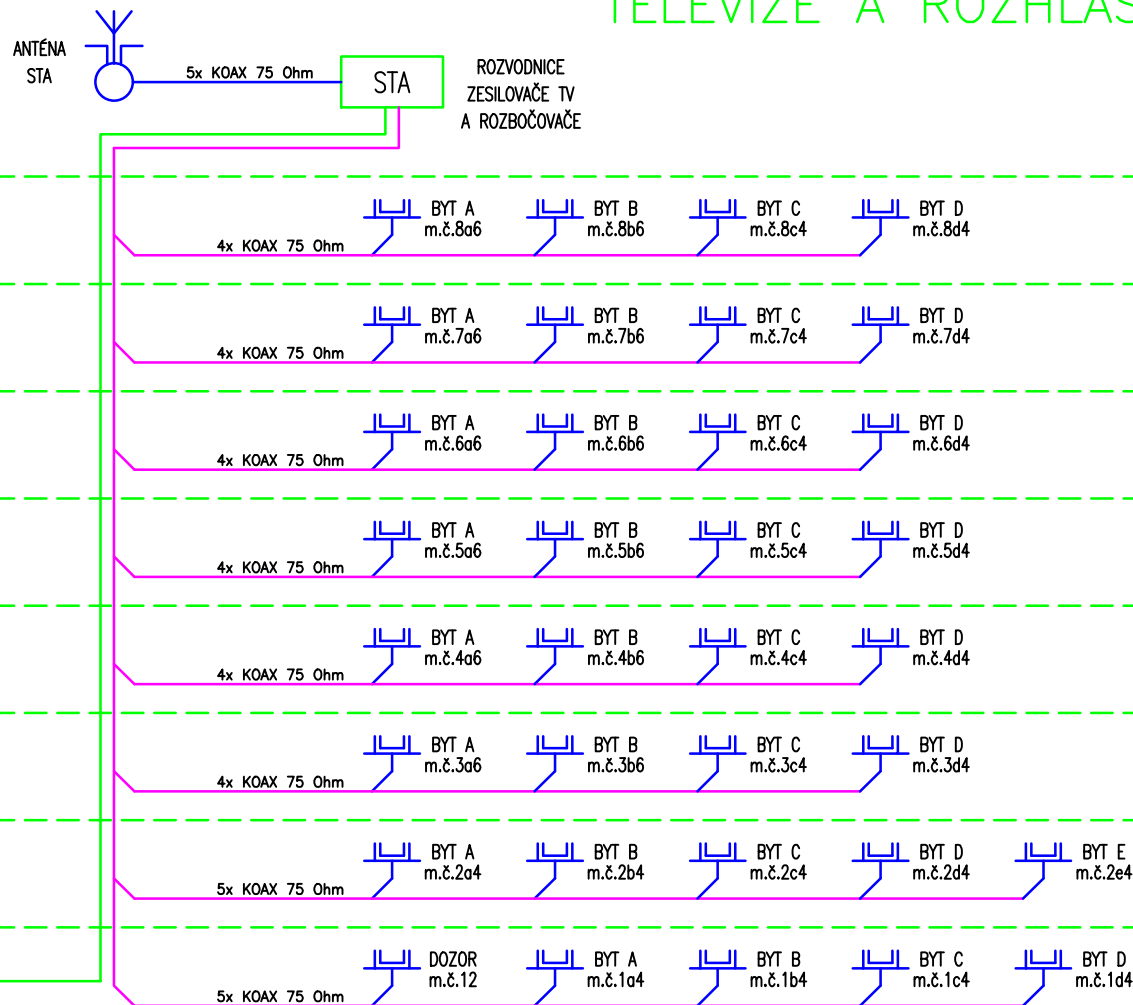 TELEVIZE A ROZHLAS
ANTÉNA
STA
5x KOAX 75 Ohm
STA
ROZVODNICE
ZESILOVAČE TV
A ROZBOČOVAČE
4x KOAX 75 Ohm
BYT A
m.č.8a6
BYT B
m.č.8b6
BYT C
m.č.8c4
BYT D
m.č.8d4
4x KOAX 75 Ohm
BYT A
m.č.7a6
BYT B
m.č.7b6
BYT C
m.č.7c4
BYT D
m.č.7d4
4x KOAX 75 Ohm
BYT A
m.č.6a6
BYT B
m.č.6b6
BYT C
m.č.6c4
BYT D
m.č.6d4
4x KOAX 75 Ohm
BYT A
m.č.5a6
BYT B
m.č.5b6
BYT C
m.č.5c4
BYT D
m.č.5d4
4x KOAX 75 Ohm
BYT A
m.č.4a6
BYT B
m.č.4b6
BYT C
m.č.4c4
BYT D
m.č.4d4
4x KOAX 75 Ohm
BYT A
m.č.3a6
BYT B
m.č.3b6
BYT C
m.č.3c4
BYT D
m.č.3d4
5x KOAX 75 Ohm
BYT A
m.č.2a4
BYT B
m.č.2b4
BYT C
m.č.2c4
BYT D
m.č.2d4
BYT E
m.č.2e4
5x KOAX 75 Ohm
DOZOR
m.č.12
BYT A
m.č.1a4
BYT B
m.č.1b4
BYT C
m.č.1c4
BYT D
m.č.1d4